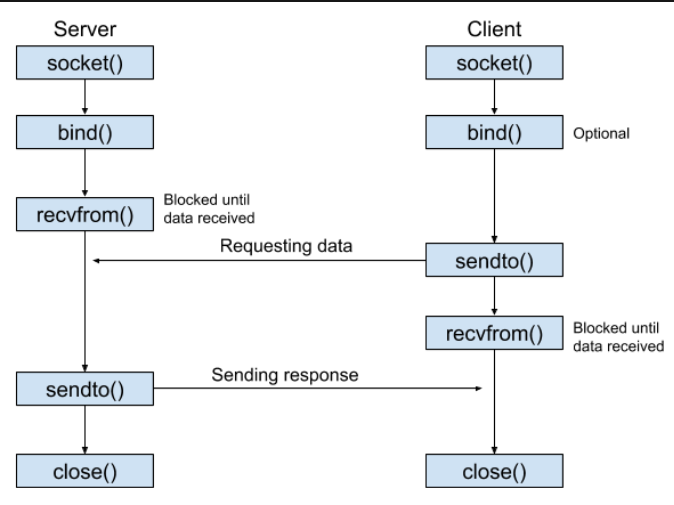 Server
Client
socket()
socket()
bind()
bind()
Optional
recvfrom()
Blocked until
data received
Requesting data
sendto()
recvfrom()
Blocked until
data received
Sending response
sendto()
close()
close()